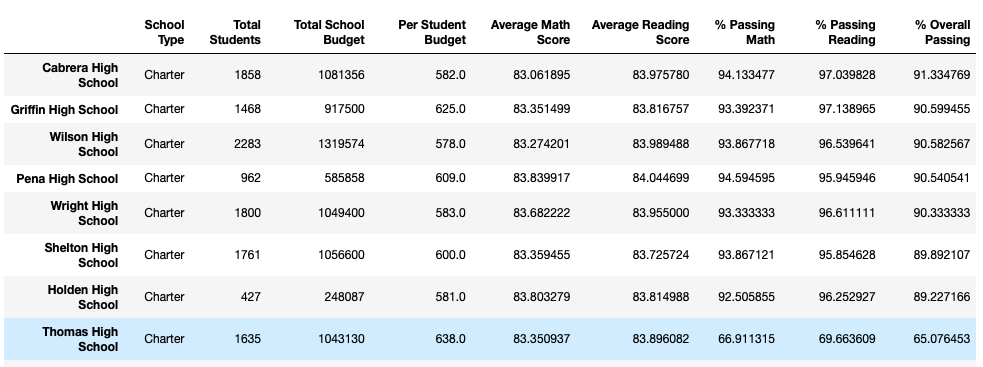 School Type Total Students Total School Budget Per Student Budget Average Math Score Average Reading Score % Passing Math % Passing Reading % Overall Passing
Cabrera High School Charter 1858 1081356 582.0 83.061895 83.975780 94.133477 97.039828 91.334769
Griffin High School Charter 1468 917500 625.0 83.351499 83.816757 93.392371 97.138965 90.599455
Wilson High School Charter 2283 1319574 578.0 83.274201 83.989488 93.867718 96.539641 90.582567
Pena High School Charter 962 585858 609.0 83.839917 84.044699 94.594595 95.945946 90.540541
Wright High School Charter 1800 1049400 583.0 83.682222 83.955000 93.333333 96.611111 90.333333
Shelton High School Charter 1761 1056600 600.0 83.359455 83.725724 93.867121 95.854628 89.892107
Holden High School Charter 427 248087 581.0 83.803279 83.814988 92.505855 96.252927 89.227166
Thomas High School Charter 1635 1043130 638.0 83.350937 83.896082 66.911315 69.663609 65.076453